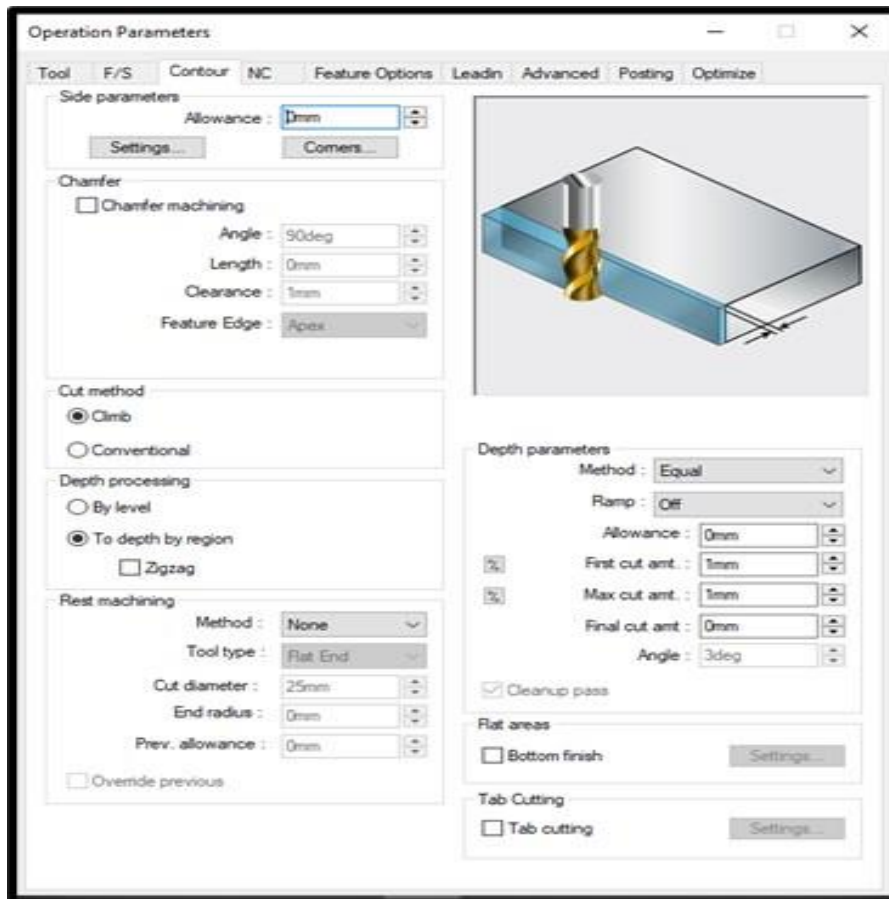 Operation Parameters
Tool F/S Contour NC Feature Options Leadin Advanced Posting Optimize
Side parameters
Allowance : 0mm
Settings... Corners...
Chamfer
Chamfer machining
Angle : 90deg
Length : 0mm
Clearance : 1mm
Feature Edge : Apex
Cut method
Climb
Conventional
Depth processing
By level
To depth by region
Zigzag
Rest machining
Method : None
Tool type : Flat End
Cut diameter : 25mm
End radius : 0mm
Prev. allowance : 0mm
Override previous
Depth parameters
Method : Equal
Ramp : Off
Allowance : 0mm
% First cut amt. : 1mm
% Max cut amt. : 1mm
Final cut amt : 0mm
Angle : 3deg
Cleanup pass
Flat areas
Bottom finish Settings...
Tab Cutting
Tab cutting Settings...